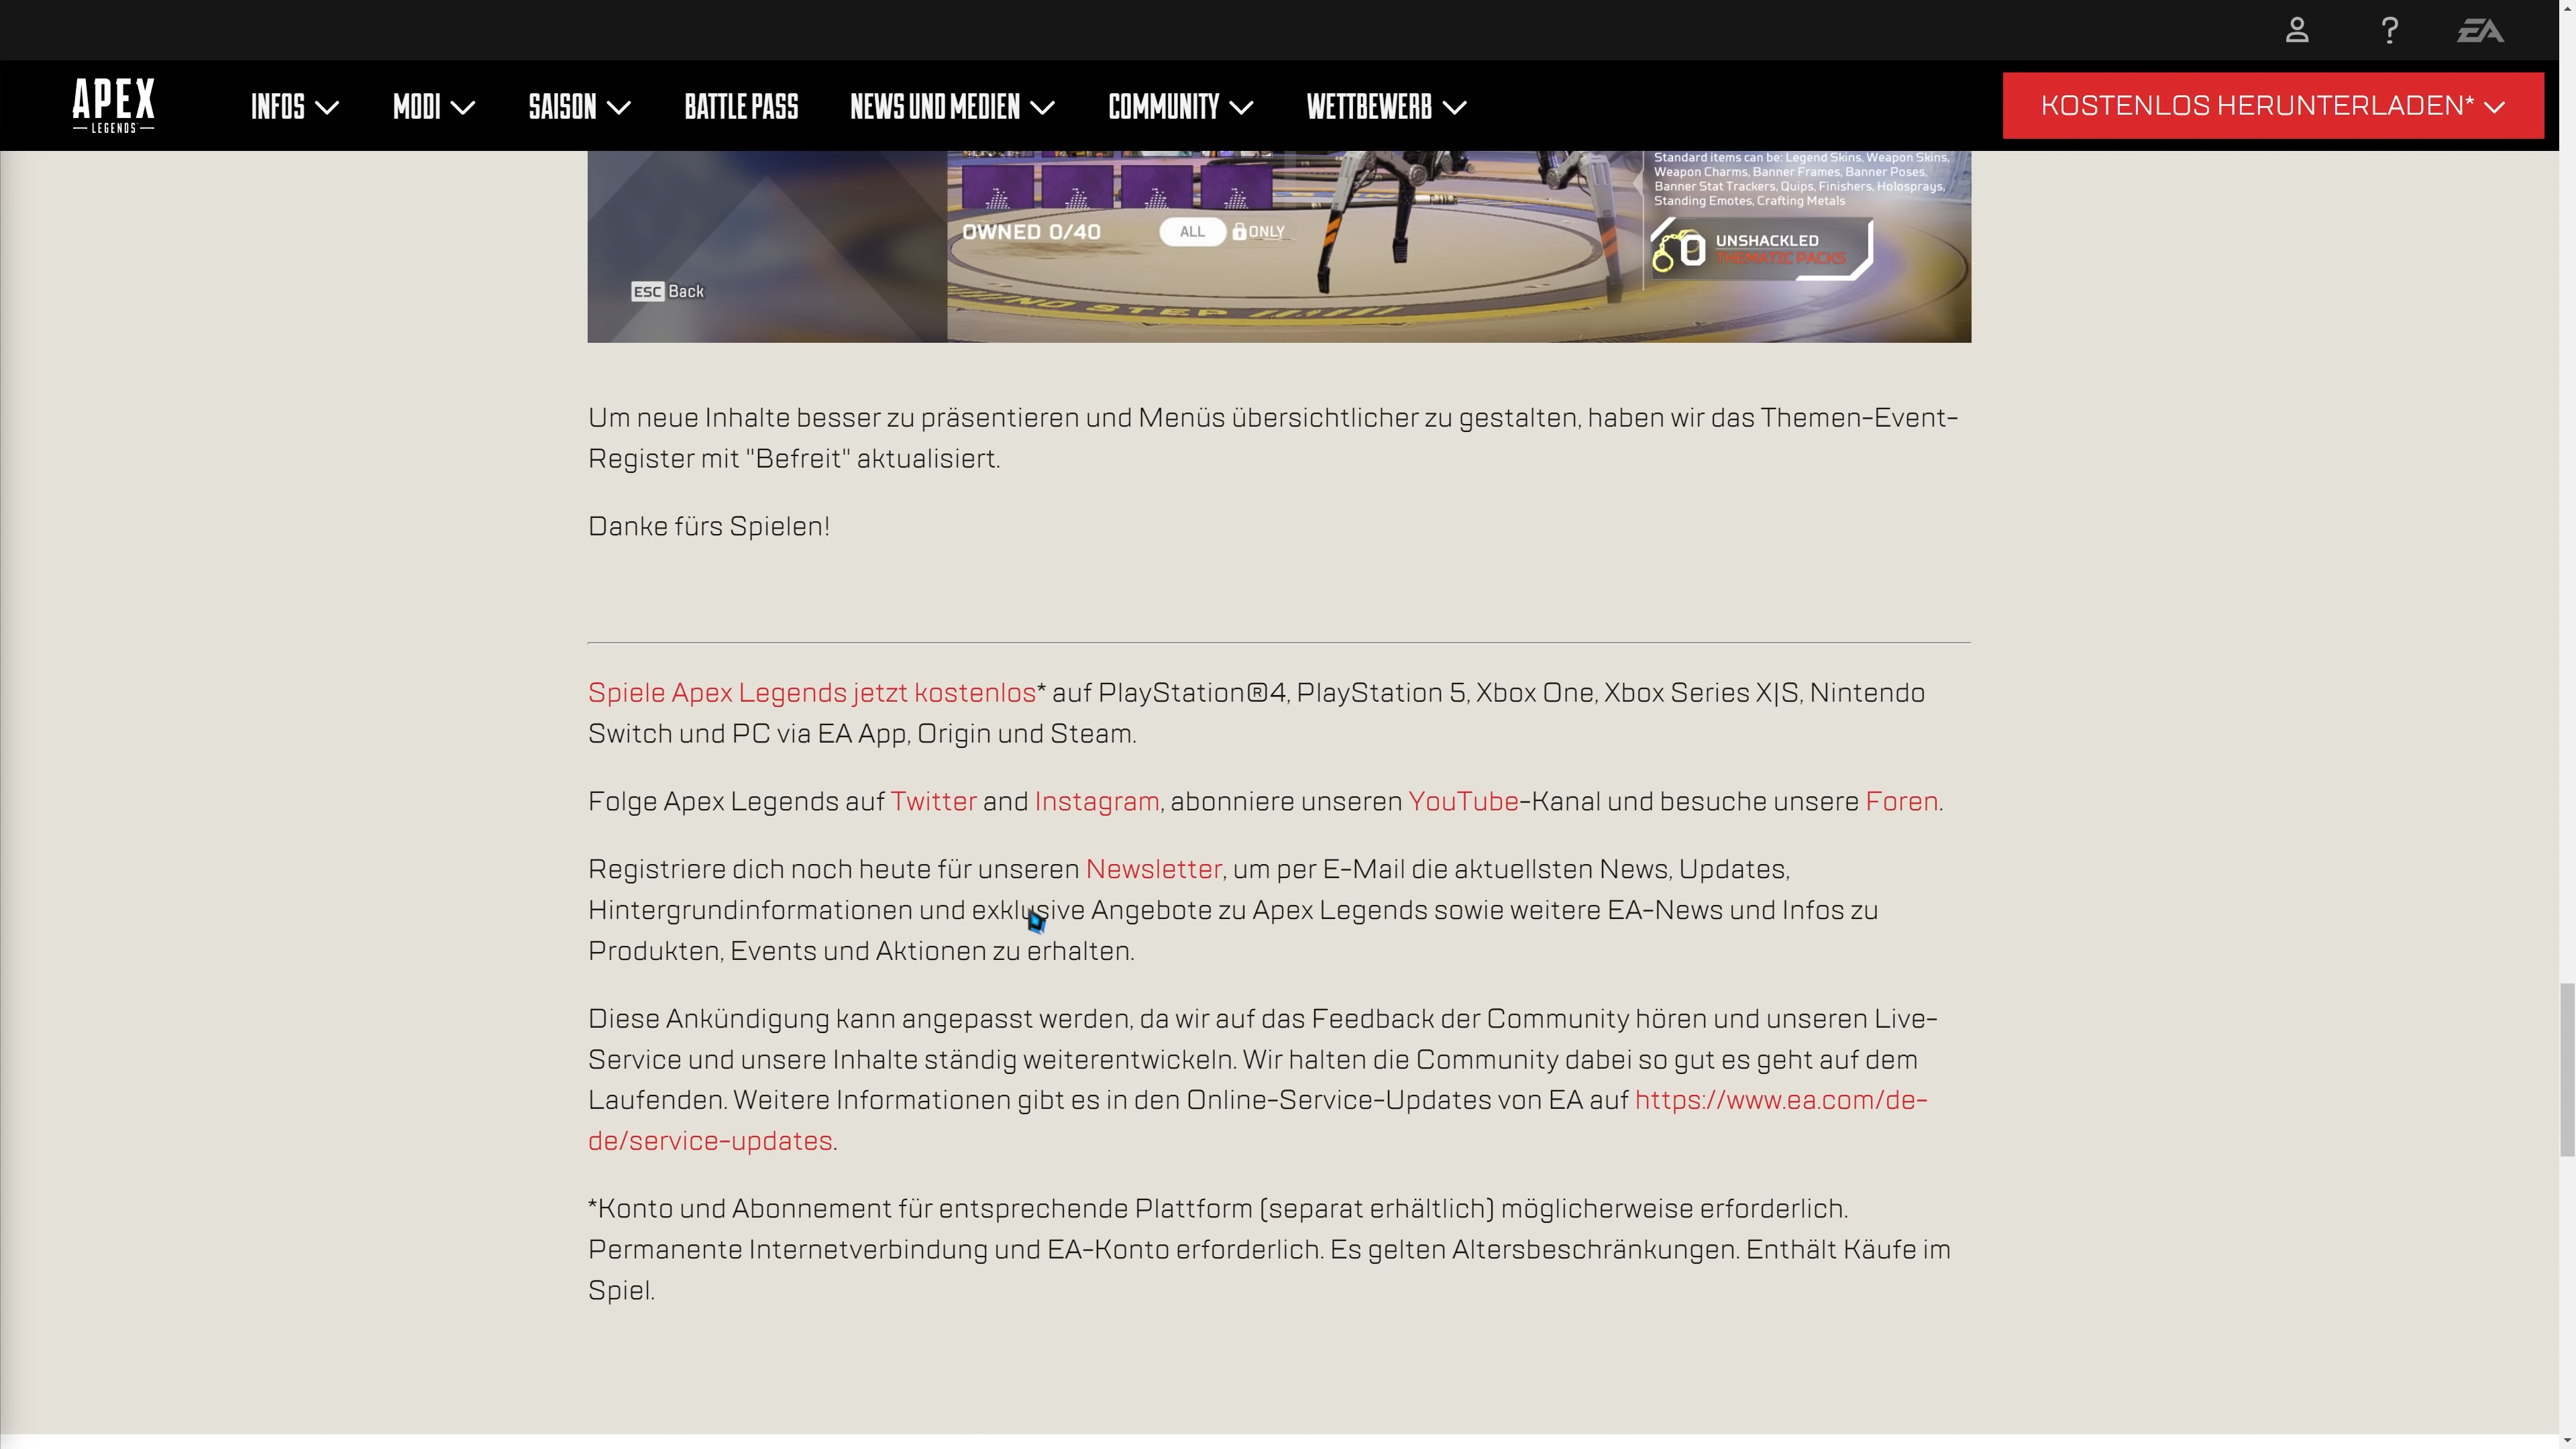 EA
APEX
LEGENDS
INFOS
MODI
SAISON
BATTLE PASS
NEWS UND MEDIEN
COMMUNITY
WETTBEWERB
KOSTENLOS HERUNTERLADEN*
Standard items can be: Legend Skins, Weapon Skins,
Weapon Charms, Banner Frames, Banner Poses,
Banner Stat Trackers, Quips, Finishers, Holosprays,
Standing Emotes, Crafting Metals
OWNED 0/40
ALL
ONLY
0
UNSHACKLED
THEMATIC PACKS
ESC Back
NO STEP
Um neue Inhalte besser zu präsentieren und Menüs übersichtlicher zu gestalten, haben wir das Themen-Event-
Register mit "Befreit" aktualisiert.
Danke fürs Spielen!
Spiele Apex Legends jetzt kostenlos* auf PlayStation®4, PlayStation 5, Xbox One, Xbox Series X|S, Nintendo
Switch und PC via EA App, Origin und Steam.
Folge Apex Legends auf Twitter and Instagram, abonniere unseren YouTube-Kanal und besuche unsere Foren.
Registriere dich noch heute für unseren Newsletter, um per E-Mail die aktuellsten News, Updates,
Hintergrundinformationen und exklusive Angebote zu Apex Legends sowie weitere EA-News und Infos zu
Produkten, Events und Aktionen zu erhalten.
Diese Ankündigung kann angepasst werden, da wir auf das Feedback der Community hören und unseren Live-
Service und unsere Inhalte ständig weiterentwickeln. Wir halten die Community dabei so gut es geht auf dem
Laufenden. Weitere Informationen gibt es in den Online-Service-Updates von EA auf https://www.ea.com/de-
de/service-updates.
*Konto und Abonnement für entsprechende Plattform (separat erhältlich) möglicherweise erforderlich.
Permanente Internetverbindung und EA-Konto erforderlich. Es gelten Altersbeschränkungen. Enthält Käufe im
Spiel.